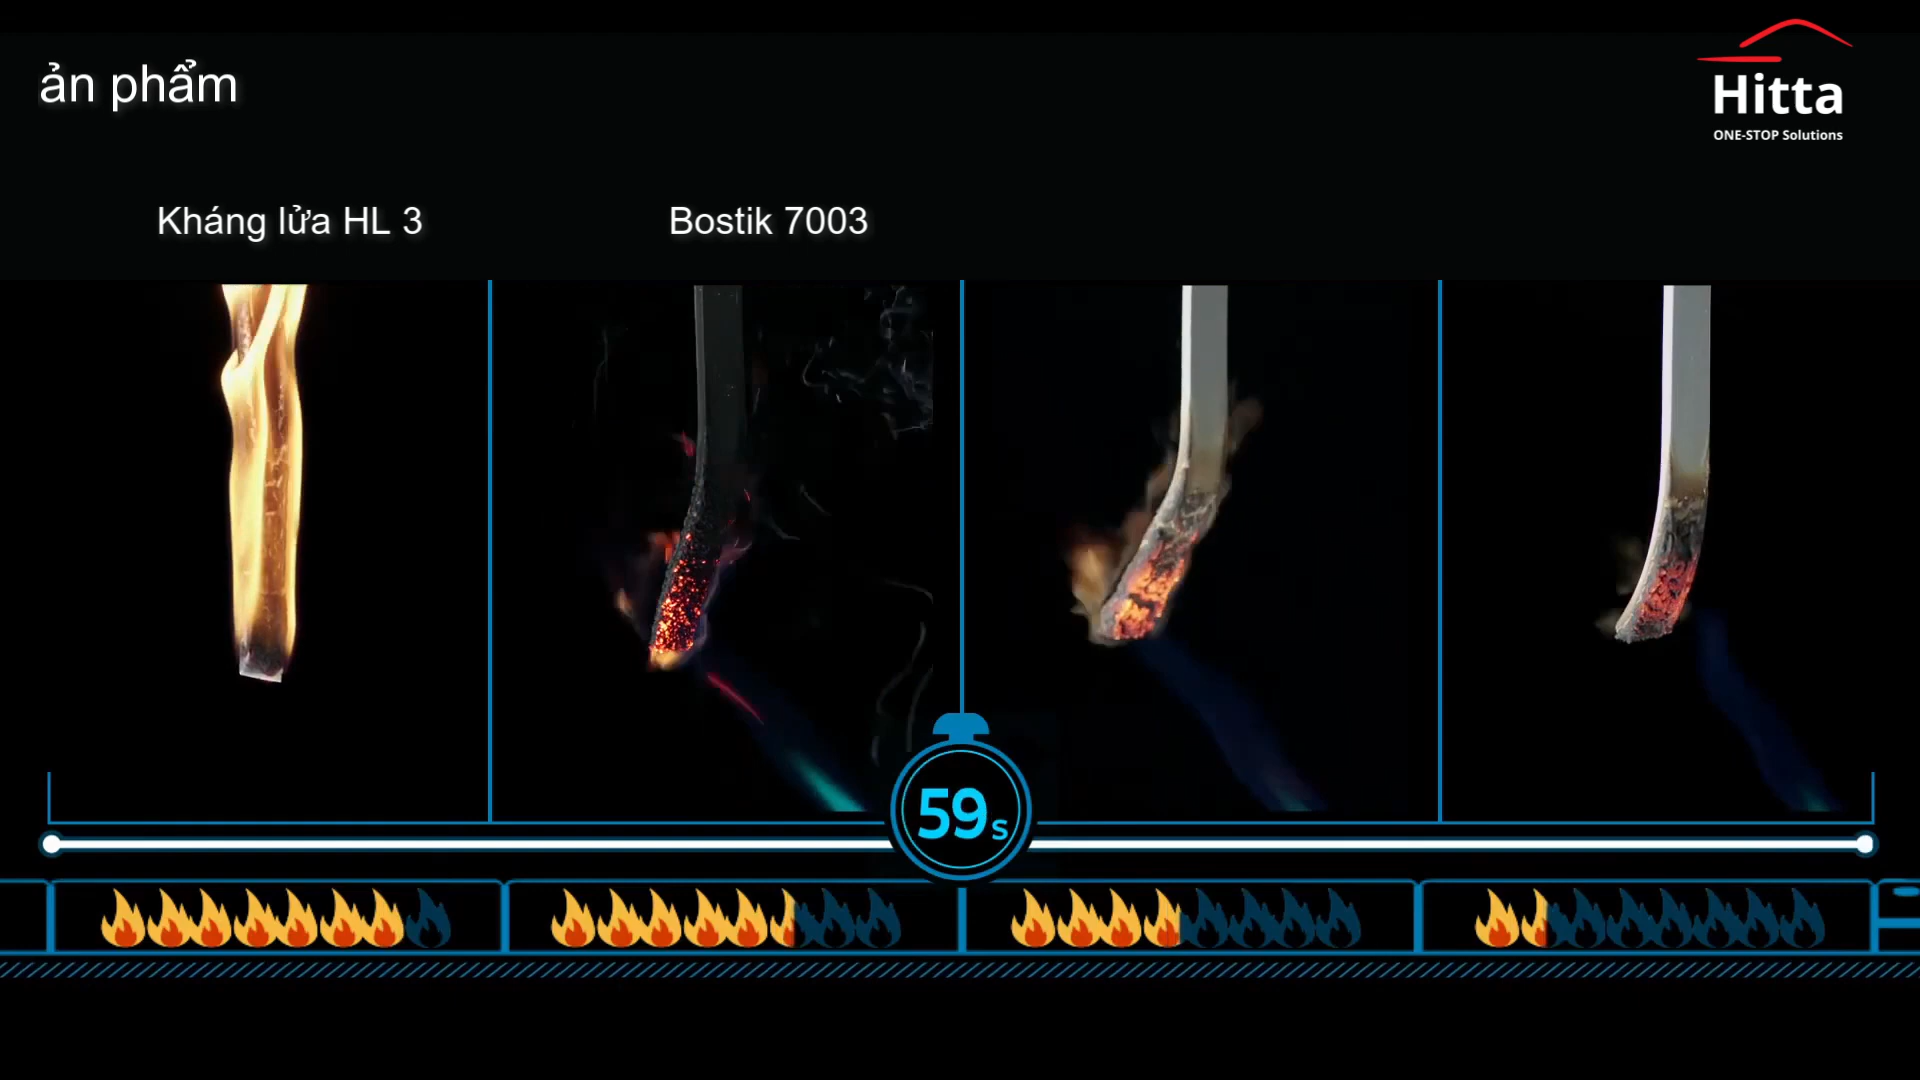 ản phẩm
Hitta
ONE-STOP Solutions
Kháng lửa HL 3
Bostik 7003
59s